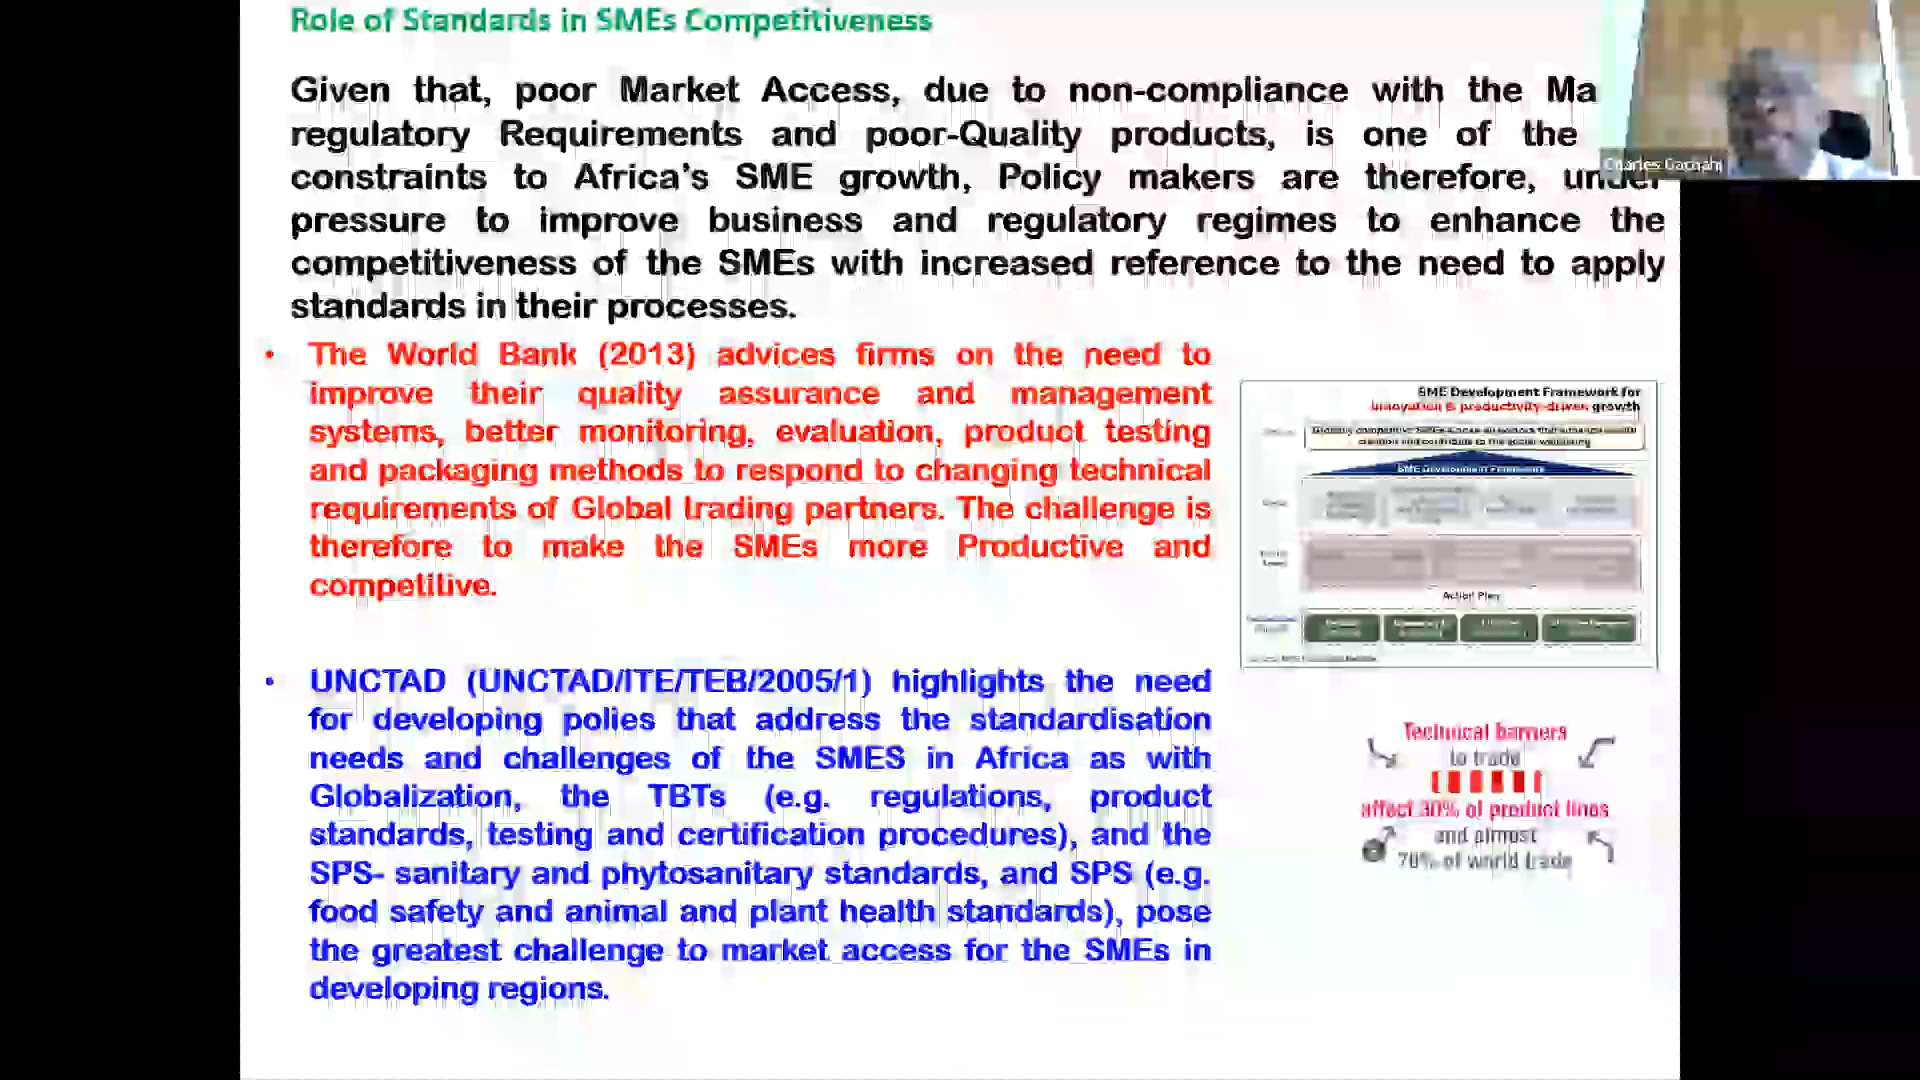 Role of Standards in SMEs Competitiveness
Given that, poor Market Access, due to non-compliance with the Ma
regulatory Requirements and poor-Quality products, is one of the
constraints to Africa's SME growth, Policy makers are therefore, under
pressure to improve business and regulatory regimes to enhance the
competitiveness of the SMEs with increased reference to the need to apply
standards in their processes.
• The World Bank (2013) advices firms on the need to
improve their quality assurance and management
systems, better monitoring, evaluation, product testing
and packaging methods to respond to changing technical
requirements of Global trading partners. The challenge is
therefore to make the SMEs more Productive and
competitive.
• UNCTAD (UNCTAD/ITE/TEB/2005/1) highlights the need
for developing polies that address the standardisation
needs and challenges of the SMES in Africa as with
Globalization, the TBTs (e.g. regulations, product
standards, testing and certification procedures), and the
SPS- sanitary and phytosanitary standards, and SPS (e.g.
food safety and animal and plant health standards), pose
the greatest challenge to market access for the SMEs in
developing regions.
Charles Gachahi
SME Development Framework for
innovation & productivity-driven growth
SME Development Framework
Action Plan
Technical barriers
to trade
affect 30% of product lines
and almost
70% of world trade